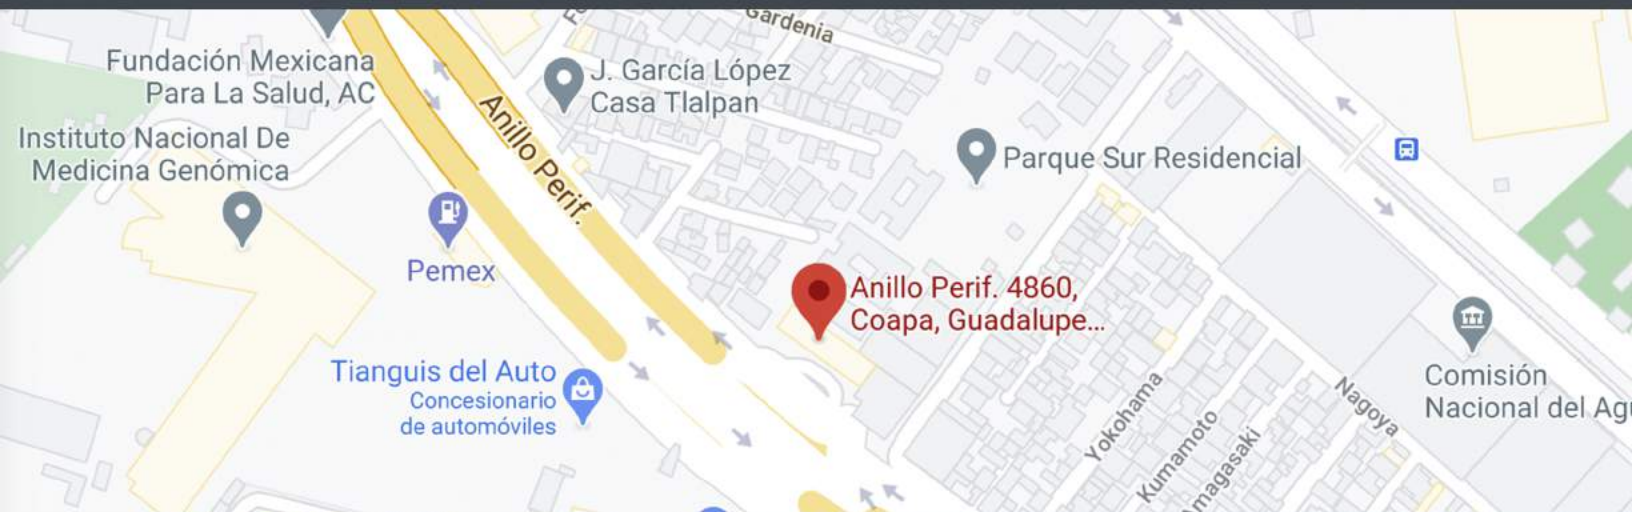 Gardenia
Fundación Mexicana
Para La Salud, AC
J. García López
Casa Tlalpan
Anillo Perif.
Instituto Nacional De
Medicina Genómica
Parque Sur Residencial
Pemex
Anillo Perif. 4860,
Coapa, Guadalupe...
Tianguis del Auto
Concesionario
de automóviles
Comisión
Nacional del Agu
Yokohama
Kumamoto
Amagasaki
Nagoya